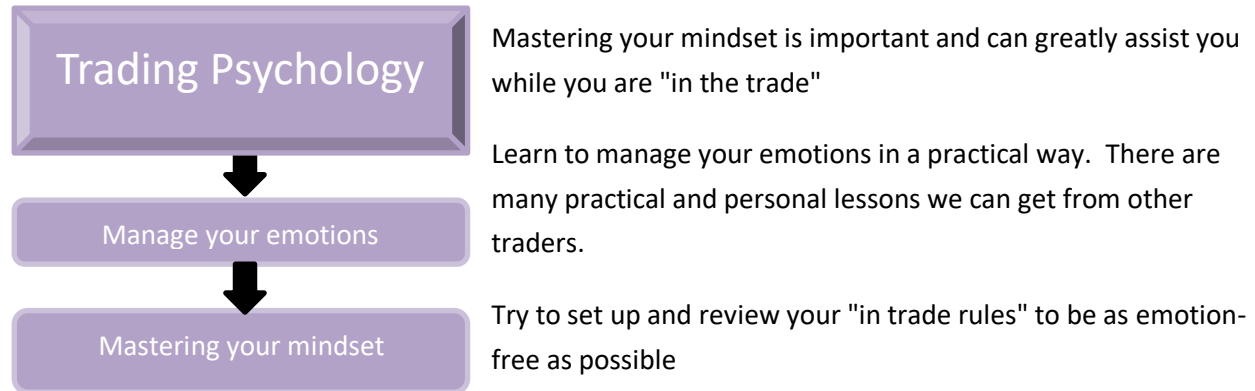 Trading Psychology
Manage your emotions
Mastering your mindset
Mastering your mindset is important and can greatly assist you
while you are "in the trade"
Learn to manage your emotions in a practical way.  There are
many practical and personal lessons we can get from other
traders.
Try to set up and review your "in trade rules" to be as emotion-
free as possible